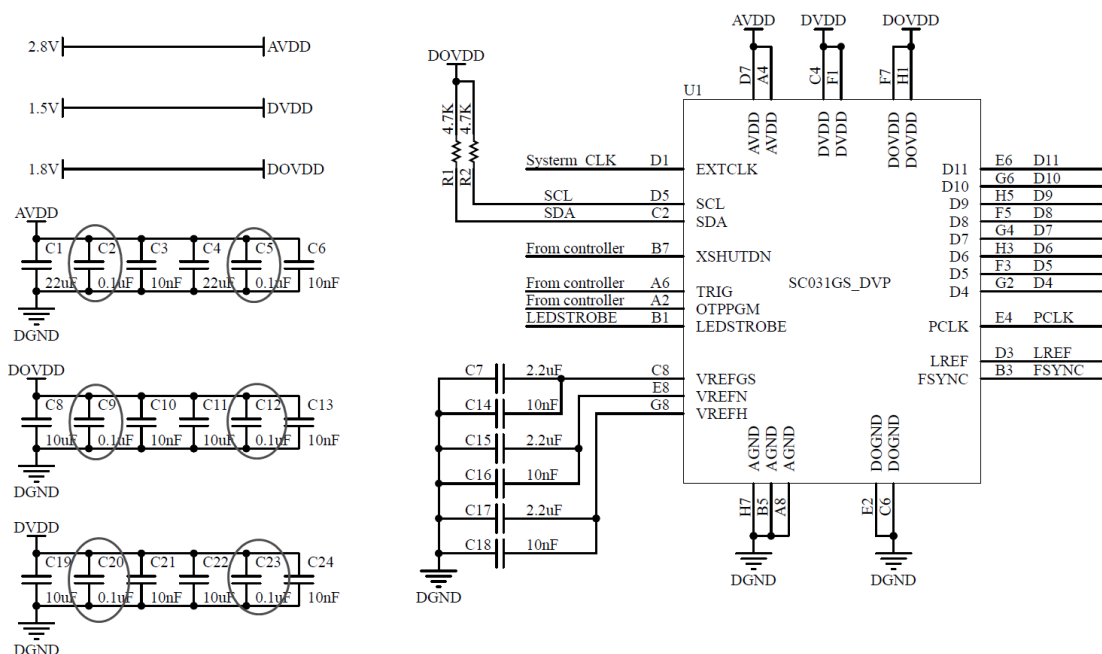 2.8V AVDD
1.5V DVDD
1.8V DOVDD
AVDD
C1 C2 C3 C4 C5 C6
22uF 0.1uF 10nF 22uF 0.1uF 10nF
DGND
DOVDD
C8 C9 C10 C11 C12 C13
10uF 0.1uF 10nF 10uF 0.1uF 10nF
DGND
DVDD
C19 C20 C21 C22 C23 C24
10uF 0.1uF 10nF 10uF 0.1uF 10nF
DGND
DOVDD
4.7K 4.7K
R1 R2
AVDD DVDD DOVDD
D7 A4 C4 F1 F7 H1
U1
AVDD AVDD DVDD DVDD DOVDD DOVDD
Systerm CLK D1 EXTCLK
SCL D5 SCL
SDA C2 SDA
From controller B7 XSHUTDN
From controller A6 TRIG
From controller A2 OTPPGM
LEDSTROBE B1 LEDSTROBE
C7 2.2uF C8 VREFGS
C14 10nF E8 VREFN
G8 VREFH
C15 2.2uF
C16 10nF
C17 2.2uF
C18 10nF
DGND
SC031GS_DVP
D11 E6 D11
D10 G6 D10
D9 H5 D9
D8 F5 D8
D7 G4 D7
D6 H3 D6
D5 F3 D5
D4 G2 D4
PCLK E4 PCLK
LREF D3 LREF
FSYNC B3 FSYNC
AGND AGND AGND DOGND DOGND
H7 B5 A8 E2 C6
DGND DGND